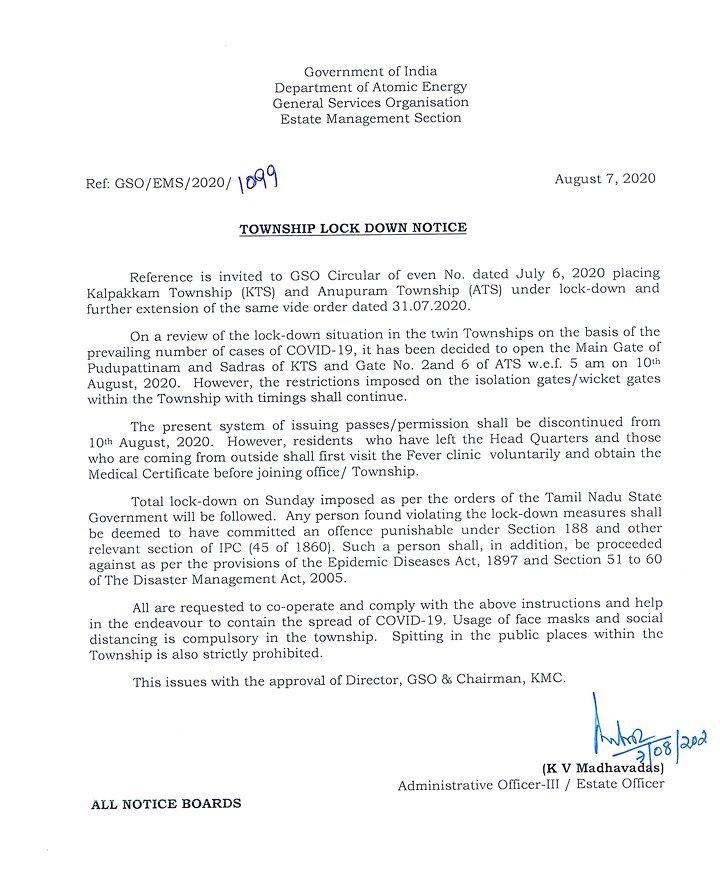 Government of India
Department of Atomic Energy
General Services Organisation
Estate Management Section
Ref: GSO/EMS/2020/ 1099
August 7, 2020
TOWNSHIP LOCK DOWN NOTICE
Reference is invited to GSO Circular of even No. dated July 6, 2020 placing
Kalpakkam Township (KTS) and Anupuram Township (ATS) under lock-down and
further extension of the same vide order dated 31.07.2020.
On a review of the lock-down situation in the twin Townships on the basis of the
prevailing number of cases of COVID-19, it has been decided to open the Main Gate of
Pudupattinam and Sadras of KTS and Gate No. 2and 6 of ATS w.e.f. 5 am on 10th
August, 2020. However, the restrictions imposed on the isolation gates/wicket gates
within the Township with timings shall continue.
The present system of issuing passes/permission shall be discontinued from
10th August, 2020. However, residents who have left the Head Quarters and those
who are coming from outside shall first visit the Fever clinic voluntarily and obtain the
Medical Certificate before joining office/ Township.
Total lock-down on Sunday imposed as per the orders of the Tamil Nadu State
Government will be followed. Any person found violating the lock-down measures shall
be deemed to have committed an offence punishable under Section 188 and other
relevant section of IPC (45 of 1860). Such a person shall, in addition, be proceeded
against as per the provisions of the Epidemic Diseases Act, 1897 and Section 51 to 60
of The Disaster Management Act, 2005.
All are requested to co-operate and comply with the above instructions and help
in the endeavour to contain the spread of COVID-19. Usage of face masks and social
distancing is compulsory in the township. Spitting in the public places within the
Township is also strictly prohibited.
This issues with the approval of Director, GSO & Chairman, KMC.
(K V Madhavadas)
Administrative Officer-III / Estate Officer
ALL NOTICE BOARDS